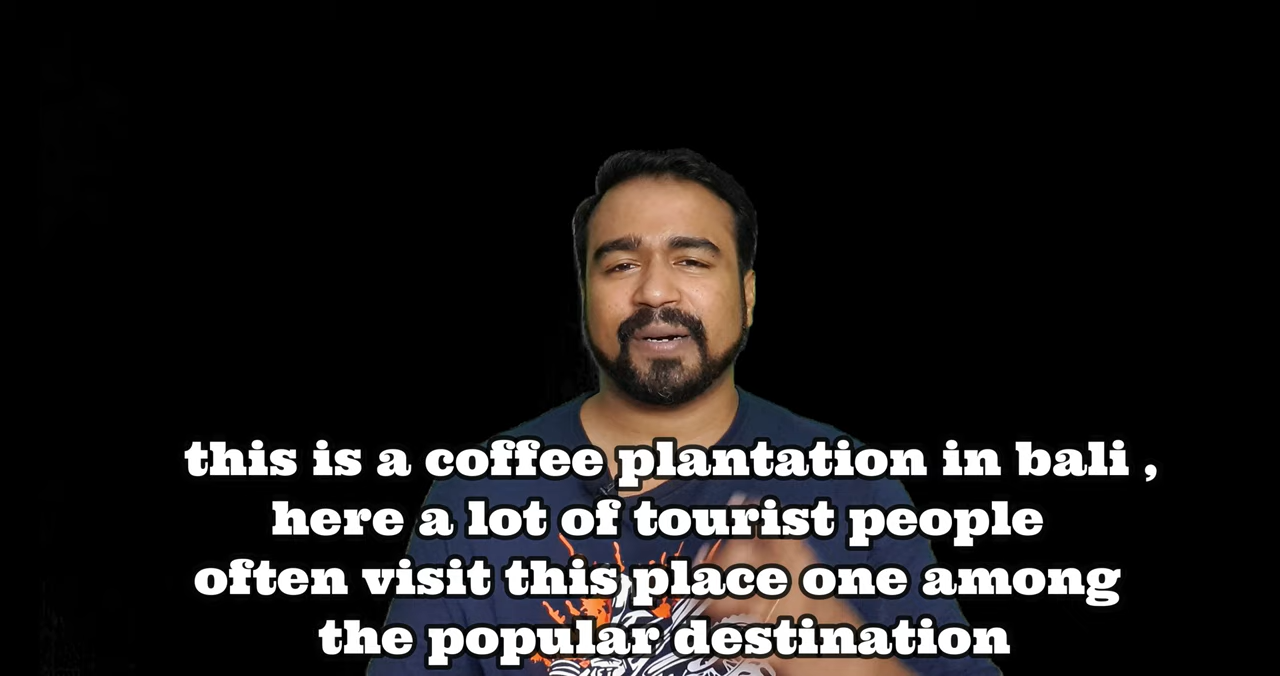 this is a coffee plantation in bali ,
here a lot of tourist people
often visit this place one among
the popular destination